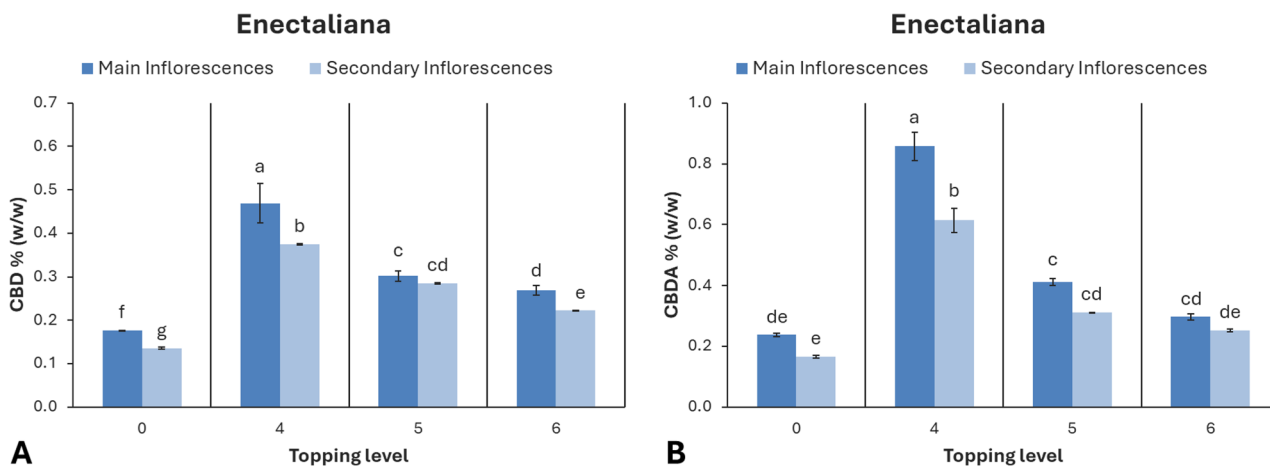 Enectaliana
Main Inflorescences Secondary Inflorescences
CBD % (w/w)
0.7
0.6
0.5
0.4
0.3
0.2
0.1
0.0
f g a b c cd d e
0 4 5 6
Topping level
A
Enectaliana
Main Inflorescences Secondary Inflorescences
CBDA % (w/w)
1.0
0.8
0.6
0.4
0.2
0.0
de e a b c cd cd de
0 4 5 6
Topping level
B